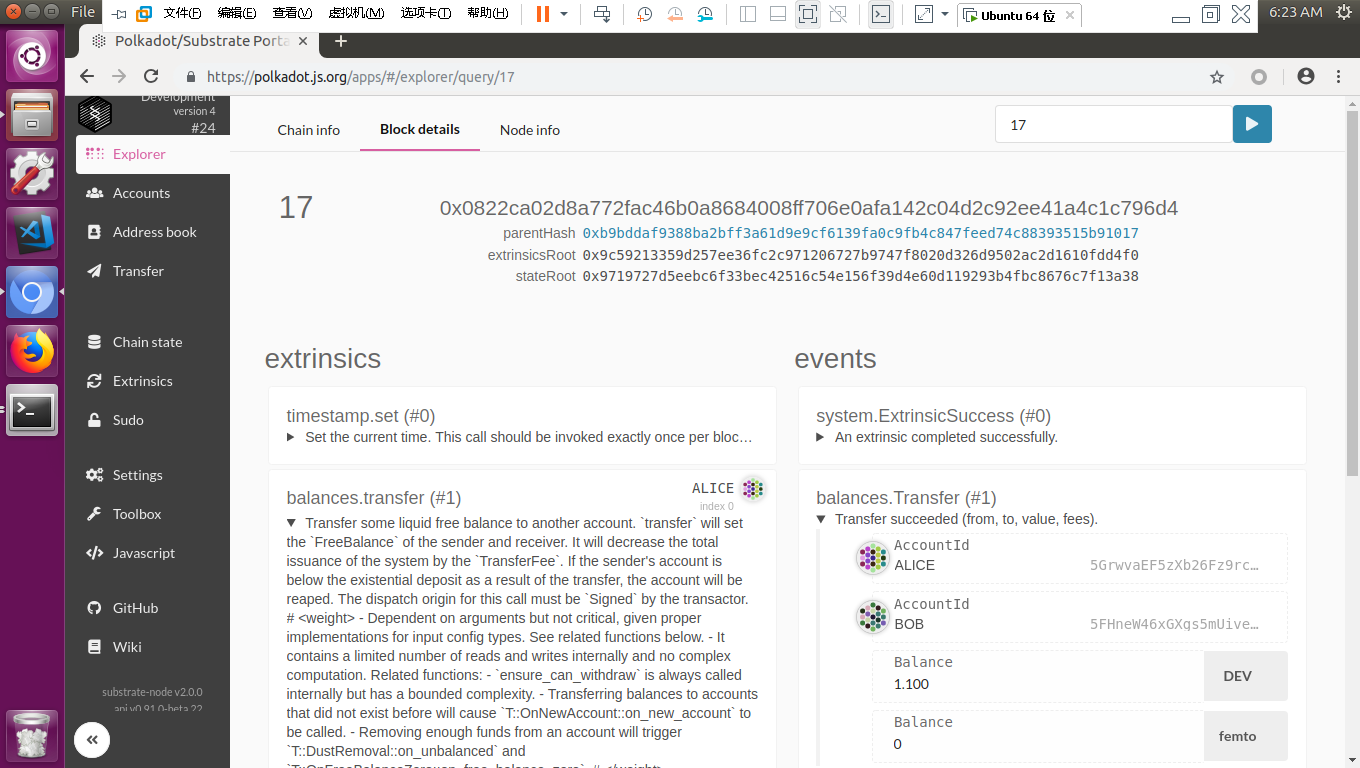 File
文件(F) 编辑(E) 查看(V) 虚拟机(M) 选项卡(T) 帮助(H)
Ubuntu 64 位
6:23 AM
Polkadot/Substrate Porta
https://polkadot.js.org/apps/#/explorer/query/17
Development
version 4
#24
Explorer
Accounts
Address book
Transfer
Chain state
Extrinsics
Sudo
Settings
Toolbox
Javascript
GitHub
Wiki
substrate-node v2.0.0
api v0.91.0-beta.22
Chain info Block details Node info
17
17
0x0822ca02d8a772fac46b0a8684008ff706e0afa142c04d2c92ee41a4c1c796d4
parentHash 0xb9bddaf9388ba2bff3a61d9e9cf6139fa0c9fb4c847feed74c88393515b91017
extrinsicsRoot 0x9c59213359d257ee36fc2c971206727b9747f8020d326d9502ac2d1610fdd4f0
stateRoot 0x9719727d5eebc6f33bec42516c54e156f39d4e60d119293b4fbc8676c7f13a38
extrinsics
timestamp.set (#0)
Set the current time. This call should be invoked exactly once per bloc…
balances.transfer (#1)
ALICE
index 0
Transfer some liquid free balance to another account. `transfer` will set
the `FreeBalance` of the sender and receiver. It will decrease the total
issuance of the system by the `TransferFee`. If the sender's account is
below the existential deposit as a result of the transfer, the account will be
reaped. The dispatch origin for this call must be `Signed` by the transactor.
# <weight> - Dependent on arguments but not critical, given proper
implementations for input config types. See related functions below. - It
contains a limited number of reads and writes internally and no complex
computation. Related functions: - `ensure_can_withdraw` is always called
internally but has a bounded complexity. - Transferring balances to accounts
that did not exist before will cause `T::OnNewAccount::on_new_account` to
be called. - Removing enough funds from an account will trigger
`T::DustRemoval::on_unbalanced` and
`T::OnFreeBalanceZero::on_free_balance_zero`. # </weight>
events
system.ExtrinsicSuccess (#0)
An extrinsic completed successfully.
balances.Transfer (#1)
Transfer succeeded (from, to, value, fees).
AccountId
ALICE 5GrwvaEF5zXb26Fz9rc…
AccountId
BOB 5FHneW46xGXgs5mUive…
Balance
1.100 DEV
Balance
0 femto